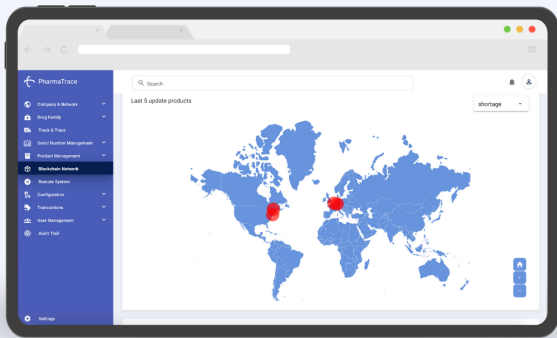 PharmaTrace
Search
Company & Network
Drug Family
Track & Trace
Serial Number Management
Product Management
Blockchain Network
Remote System
Configuration
Transactions
User Management
Audit Trail
Settings
Last 5 update products
shortage